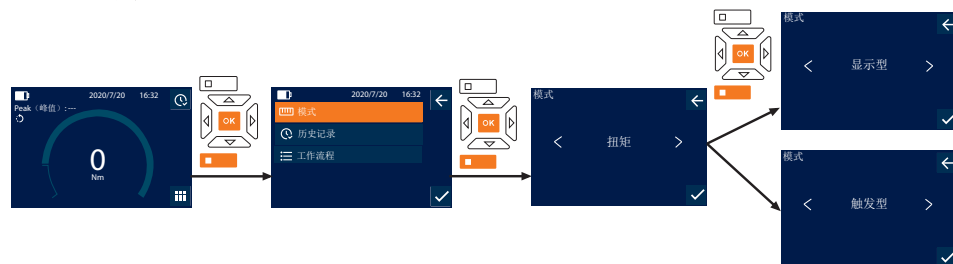 2020/7/20 16:32
Peak（峰值）:---
0
Nm
OK
2020/7/20 16:32
模式
历史记录
工作流程
OK
模式
扭矩
OK
模式
显示型
模式
触发型